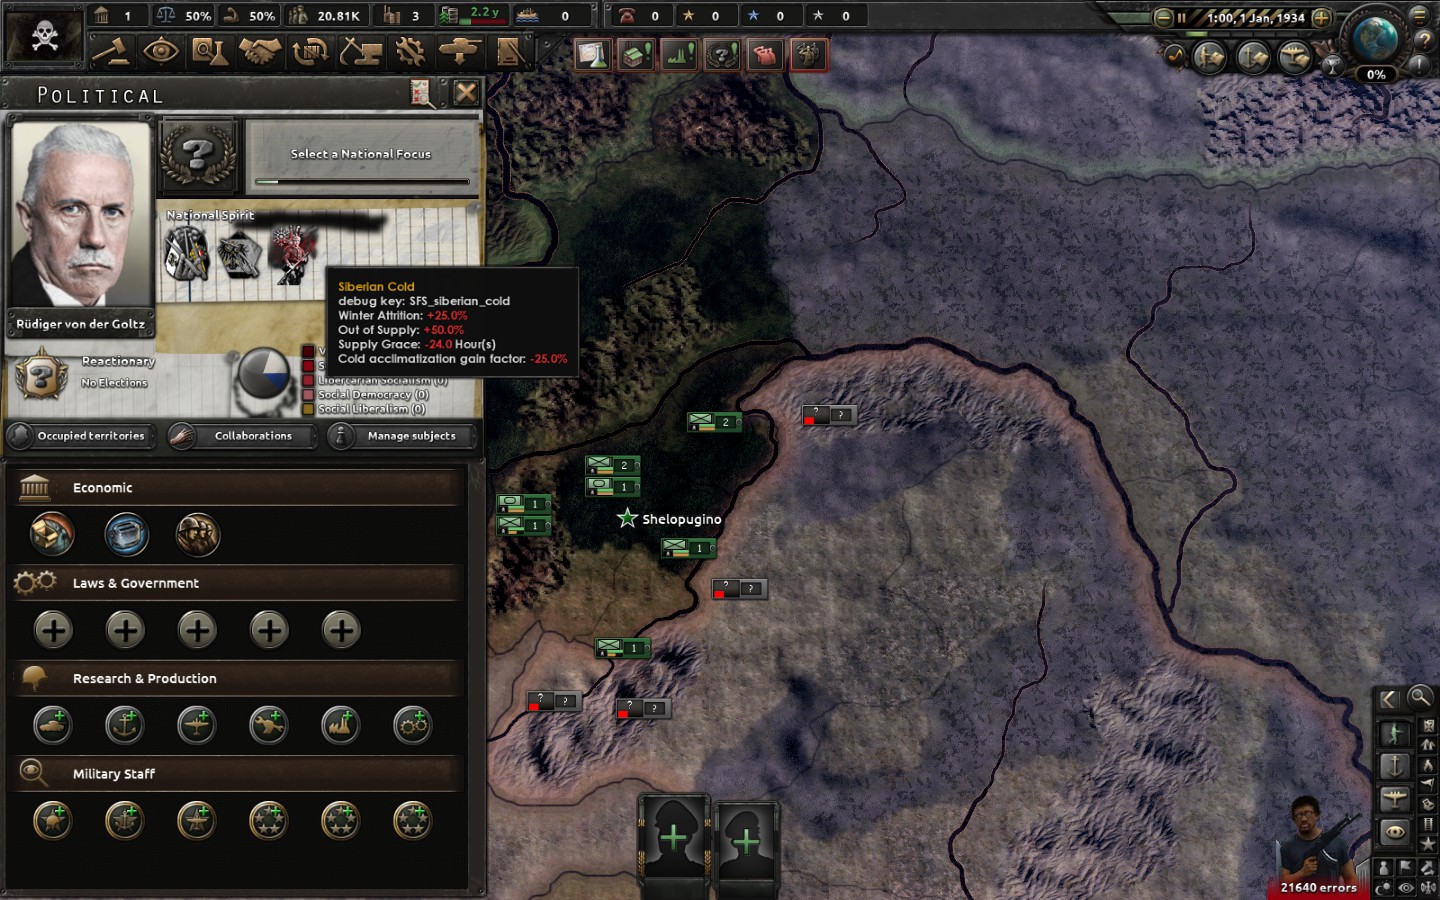 1
50%
50%
20.81K
3
2.2 y
0
0
0
0
0
1:00, 1 Jan, 1934
0%
POLITICAL
Select a National Focus
National Spirit
Rüdiger von der Goltz
Siberian Cold
debug key: SFS_siberian_cold
Winter Attrition: +25.0%
Out of Supply: +50.0%
Supply Grace: -24.0 Hour(s)
Cold acclimatization gain factor: -25.0%
Reactionary
No Elections
Libertarian Socialism (0)
Social Democracy (0)
Social Liberalism (0)
Occupied territories
Collaborations
Manage subjects
Economic
Laws & Government
Research & Production
Military Staff
2
? ?
2
1
1
1
Shelopugino
1
? ?
1
? ?
? ?
21640 errors